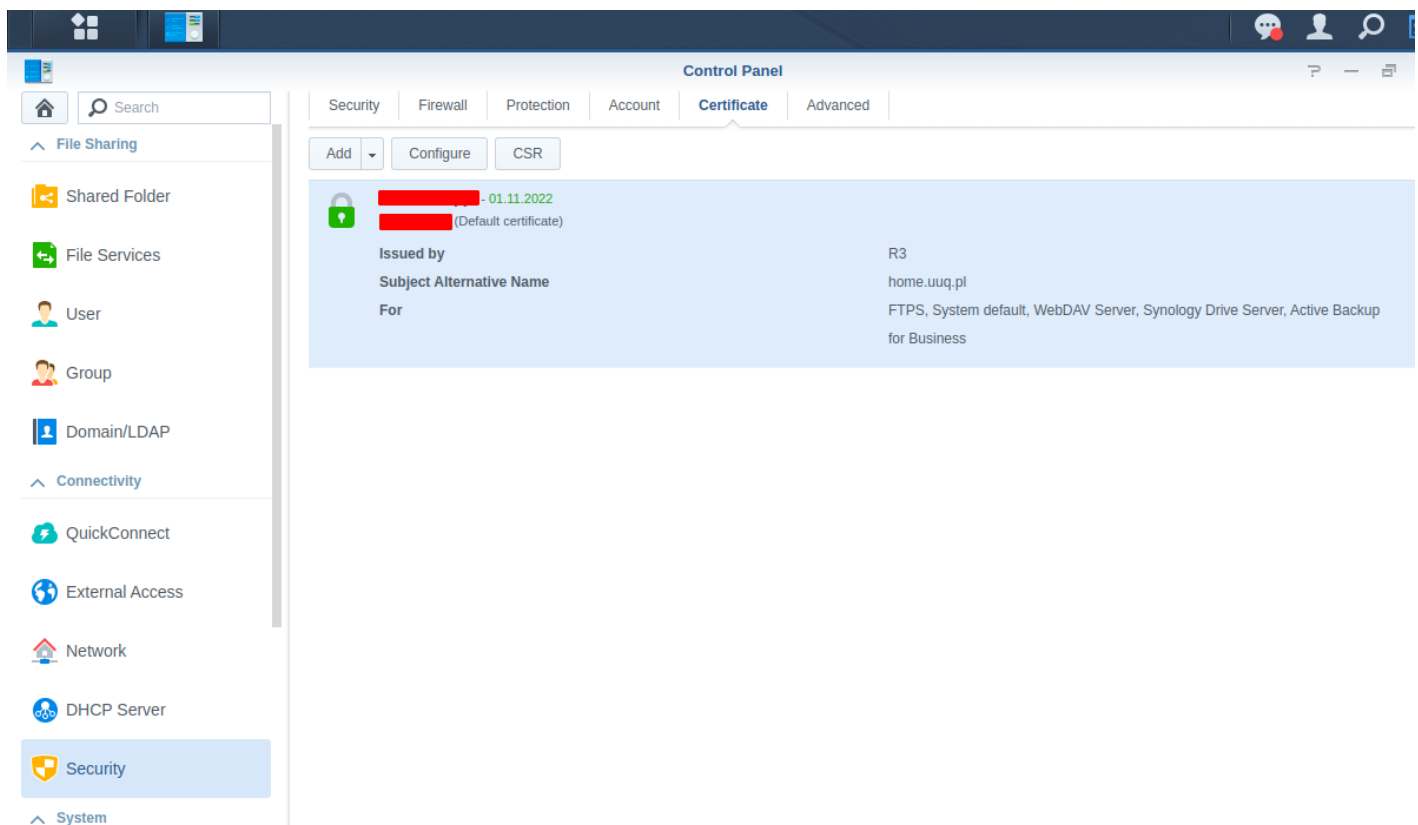 Control Panel
Search
Security Firewall Protection Account Certificate Advanced
File Sharing
Shared Folder
File Services
User
Group
Domain/LDAP
Connectivity
QuickConnect
External Access
Network
DHCP Server
Security
System
Add Configure CSR
- 01.11.2022
(Default certificate)
Issued by R3
Subject Alternative Name home.uuq.pl
For FTPS, System default, WebDAV Server, Synology Drive Server, Active Backup
for Business